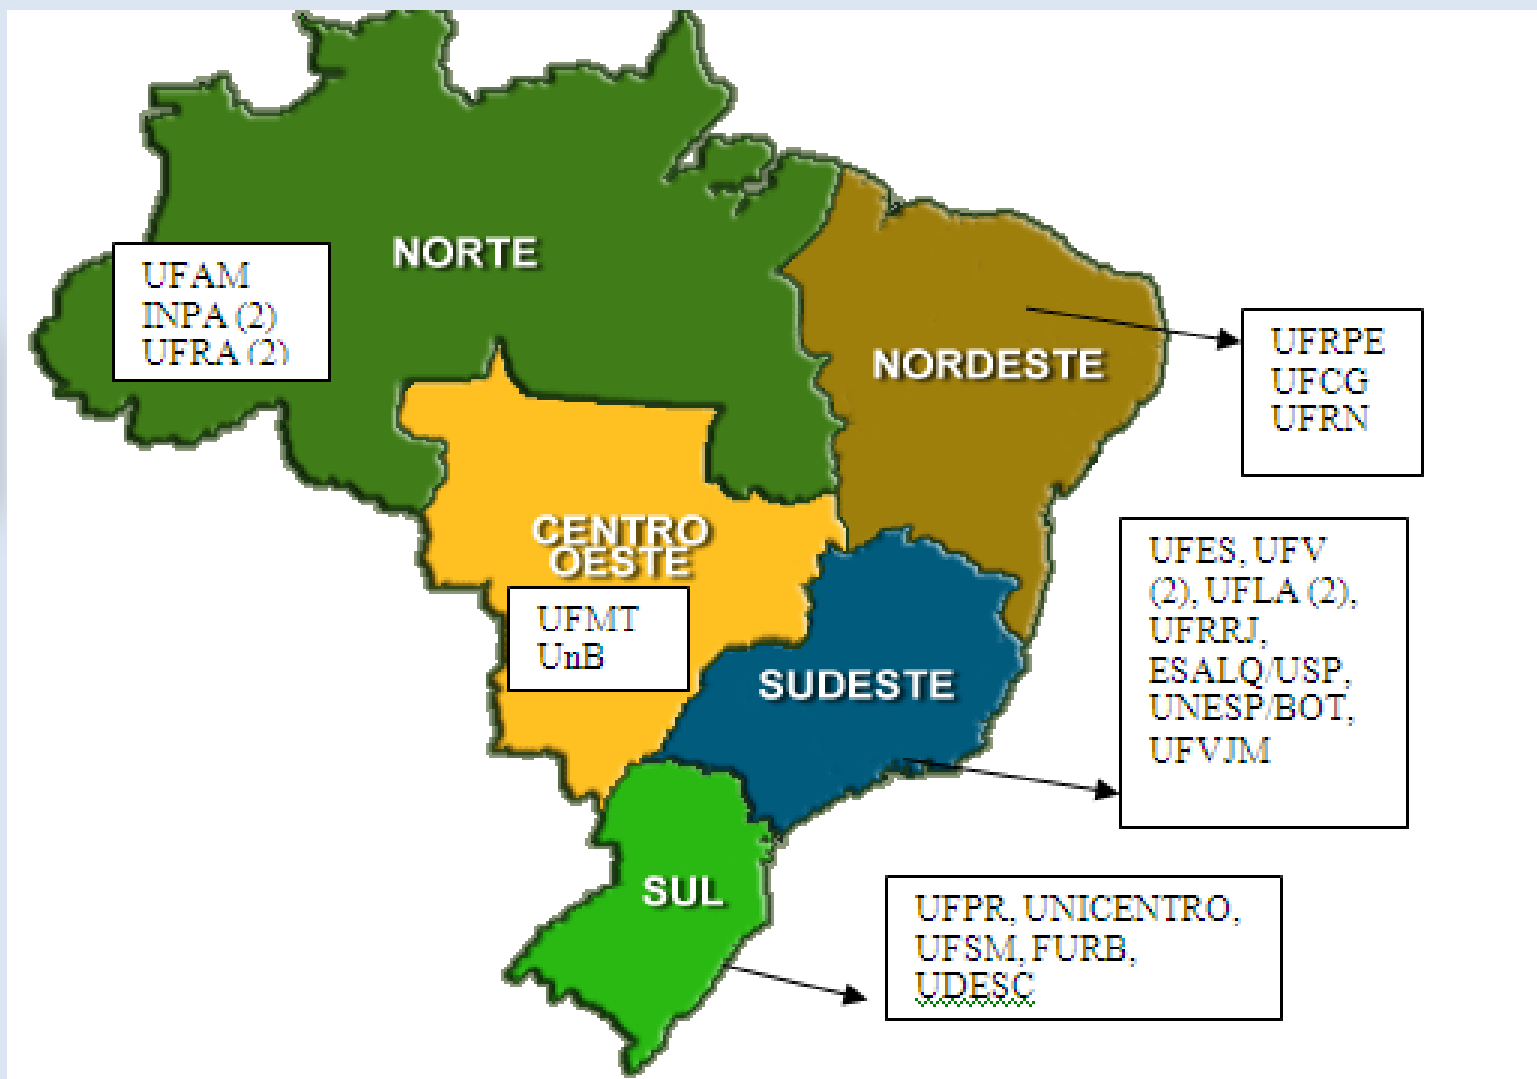 NORTE
UFAM
INPA (2)
UFRA (2)
NORDESTE
UFRPE
UFCG
UFRN
CENTRO
OESTE
UFMT
UnB
SUDESTE
UFES, UFV
(2), UFLA (2),
UFRRJ,
ESALQ/USP,
UNESP/BOT,
UFVJM
SUL
UFPR, UNICENTRO,
UFSM, FURB,
UDESC